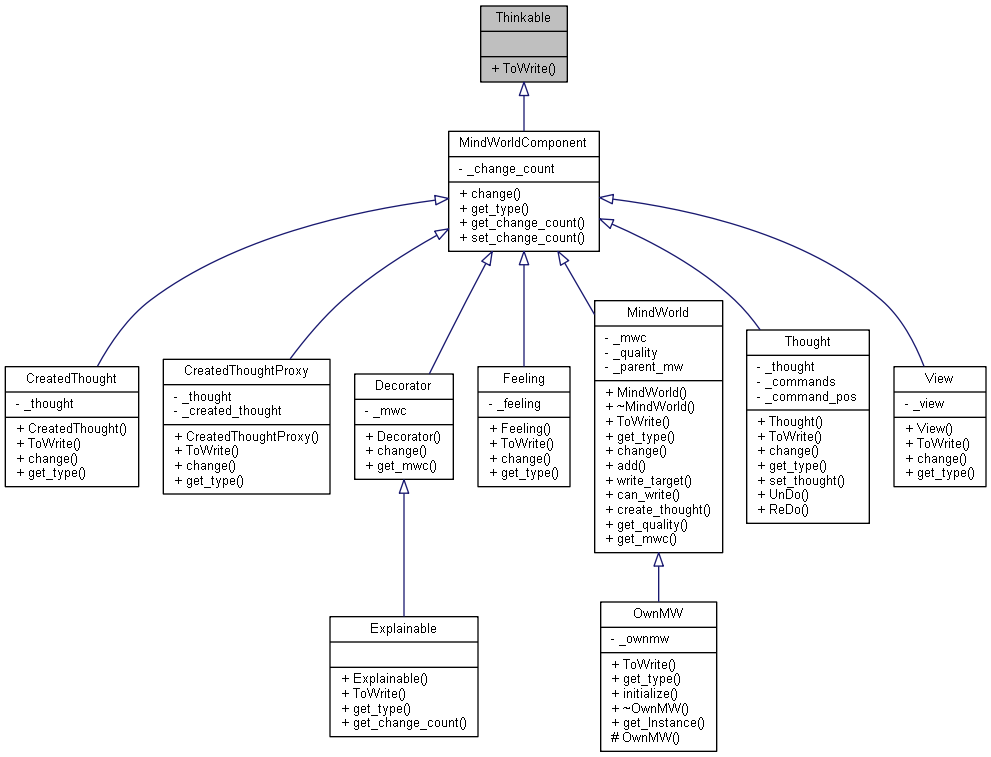 Thinkable
+ ToWrite()
MindWorldComponent
- _change_count
+ change()
+ get_type()
+ get_change_count()
+ set_change_count()
CreatedThought
- _thought
+ CreatedThought()
+ ToWrite()
+ change()
+ get_type()
CreatedThoughtProxy
- _thought
- _created_thought
+ CreatedThoughtProxy()
+ ToWrite()
+ change()
+ get_type()
Decorator
- _mwc
+ Decorator()
+ change()
+ get_mwc()
Feeling
- _feeling
+ Feeling()
+ ToWrite()
+ change()
+ get_type()
MindWorld
- _mwc
- _quality
- _parent_mw
+ MindWorld()
+ ~MindWorld()
+ ToWrite()
+ get_type()
+ change()
+ add()
+ write_target()
+ can_write()
+ create_thought()
+ get_quality()
+ get_mwc()
Thought
- _thought
- _commands
- _command_pos
+ Thought()
+ ToWrite()
+ change()
+ get_type()
+ set_thought()
+ UnDo()
+ ReDo()
View
- _view
+ View()
+ ToWrite()
+ change()
+ get_type()
Explainable
+ Explainable()
+ ToWrite()
+ get_type()
+ get_change_count()
OwnMW
- _ownmw
+ ToWrite()
+ get_type()
+ initialize()
+ ~OwnMW()
+ get_Instance()
# OwnMW()